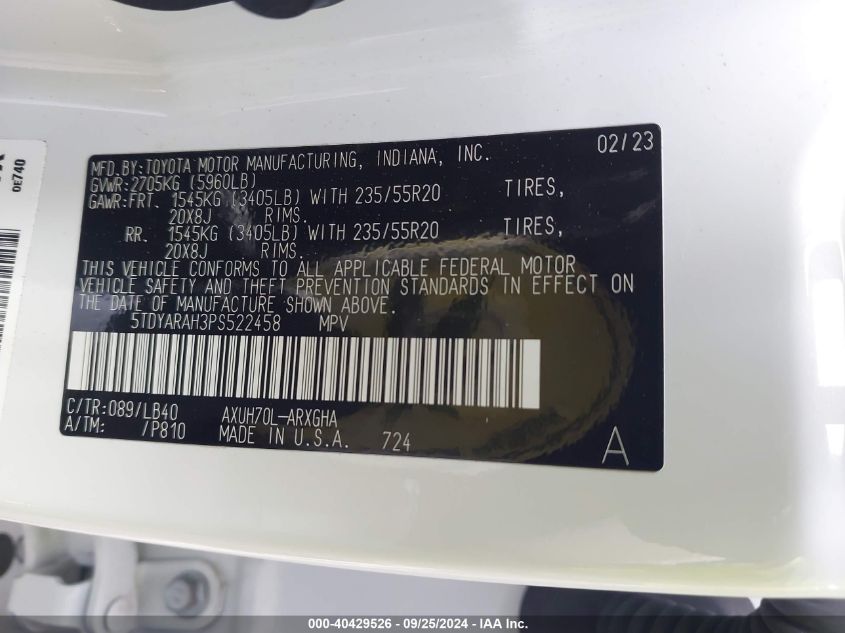 0E740
MFD.BY:TOYOTA MOTOR MANUFACTURING, INDIANA, INC. 02/23
GVWR:2705KG (5960LB)
GAWR:FRT. 1545KG (3405LB) WITH 235/55R20 TIRES,
20X8J RIMS.
RR. 1545KG (3405LB) WITH 235/55R20 TIRES,
20X8J RIMS.
THIS VEHICLE CONFORMS TO ALL APPLICABLE FEDERAL MOTOR
VEHICLE SAFETY AND THEFT PREVENTION STANDARDS IN EFFECT ON
THE DATE OF MANUFACTURE SHOWN ABOVE.
5TDYARAH3PS522458 MPV
C/TR:089/LB40 AXUH70L-ARXGHA
A/TM: /P810 MADE IN U.S.A. 724
A
000-40429526 - 09/25/2024 - IAA Inc.